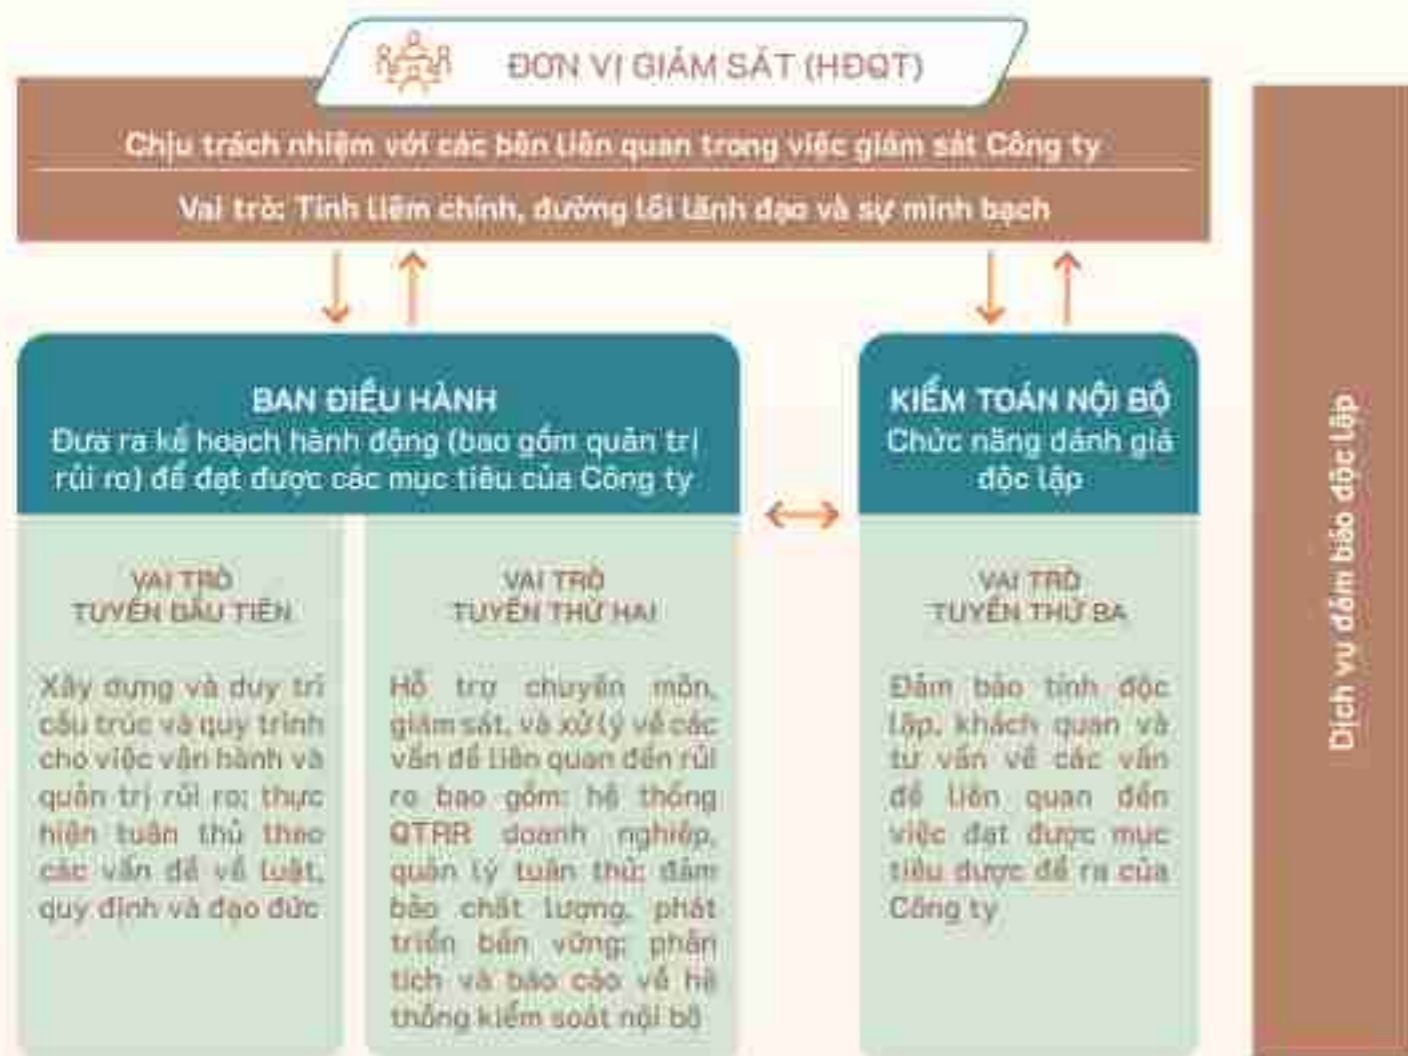 ĐƠN VỊ GIÁM SÁT (HĐQT)
Chịu trách nhiệm với các bên liên quan trong việc giám sát Công ty
Vai trò: Tính liêm chính, đường lối lãnh đạo và sự minh bạch
BAN ĐIỀU HÀNH
Đưa ra kế hoạch hành động (bao gồm quản trị
rủi ro) để đạt được các mục tiêu của Công ty
VAI TRÒ
TUYẾN ĐẦU TIÊN
Xây dựng và duy trì
cấu trúc và quy trình
cho việc vận hành và
quản trị rủi ro; thực
hiện tuân thủ theo
các vấn đề về luật,
quy định và đạo đức
VAI TRÒ
TUYẾN THỨ HAI
Hỗ trợ chuyên môn,
giám sát, và xử lý về các
vấn đề liên quan đến rủi
ro bao gồm: hệ thống
QTRR doanh nghiệp,
quản lý tuân thủ; đảm
bảo chất lượng, phát
triển bền vững; phân
tích và báo cáo về hệ
thống kiểm soát nội bộ
KIỂM TOÁN NỘI BỘ
Chức năng đánh giá
độc lập
VAI TRÒ
TUYẾN THỨ BA
Đảm bảo tính độc
lập, khách quan và
tư vấn về các vấn
đề liên quan đến
việc đạt được mục
tiêu được đề ra của
Công ty
Dịch vụ đảm bảo độc lập